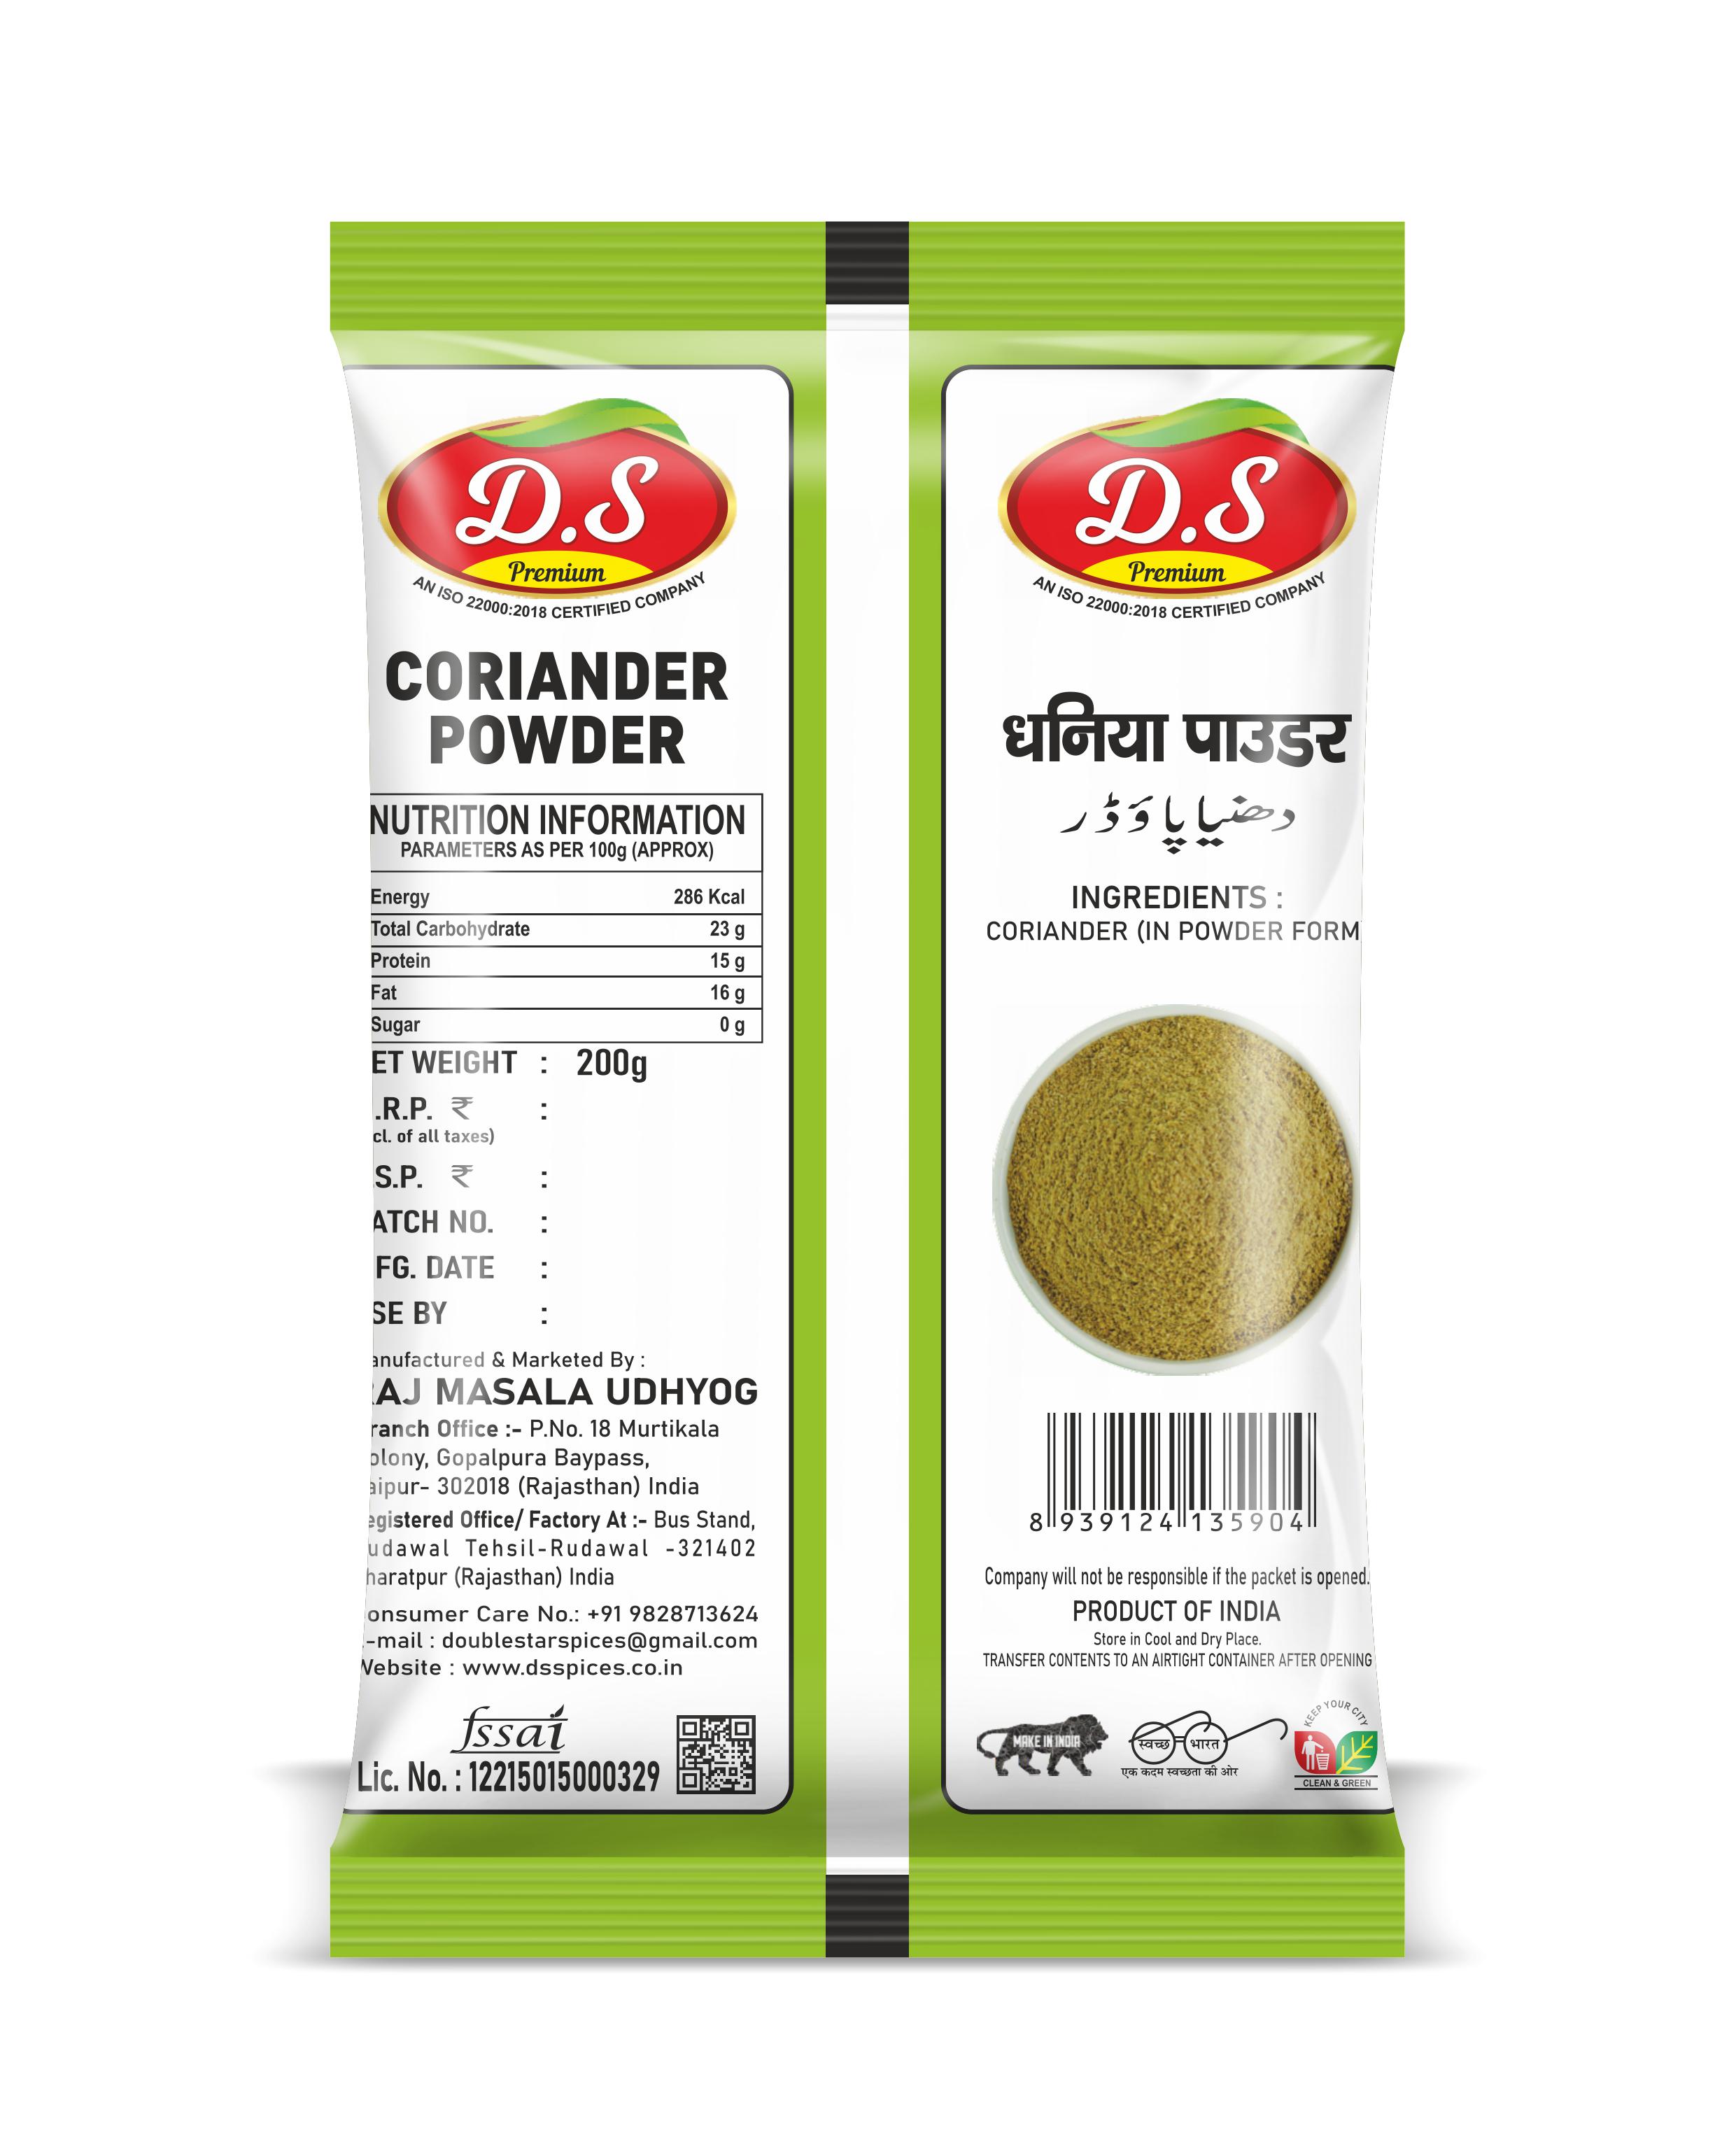 D.S
Premium
AN ISO 22000:2018 CERTIFIED COMPANY
CORIANDER
POWDER
NUTRITION INFORMATION
PARAMETERS AS PER 100g (APPROX)
Energy 286 Kcal
Total Carbohydrate 23 g
Protein 15 g
Fat 16 g
Sugar 0 g
ET WEIGHT : 200g
.R.P. ₹ :
cl. of all taxes)
.S.P. ₹ :
ATCH NO. :
FG. DATE :
SE BY :
anufactured & Marketed By :
RAJ MASALA UDHYOG
ranch Office :- P.No. 18 Murtikala
olony, Gopalpura Baypass,
aipur- 302018 (Rajasthan) India
egistered Office/ Factory At :- Bus Stand,
udawal Tehsil-Rudawal -321402
haratpur (Rajasthan) India
onsumer Care No.: +91 9828713624
-mail : doublestarspices@gmail.com
Website : www.dsspices.co.in
fssai
Lic. No. : 12215015000329
D.S
Premium
AN ISO 22000:2018 CERTIFIED COMPANY
धनिया पाउडर
دھنیا پاؤڈر
INGREDIENTS :
CORIANDER (IN POWDER FORM
8 939124 135904
Company will not be responsible if the packet is opened.
PRODUCT OF INDIA
Store in Cool and Dry Place.
TRANSFER CONTENTS TO AN AIRTIGHT CONTAINER AFTER OPENING
MAKE IN INDIA
स्वच्छ भारत
एक कदम स्वच्छता की ओर
KEEP YOUR CITY
CLEAN & GREEN